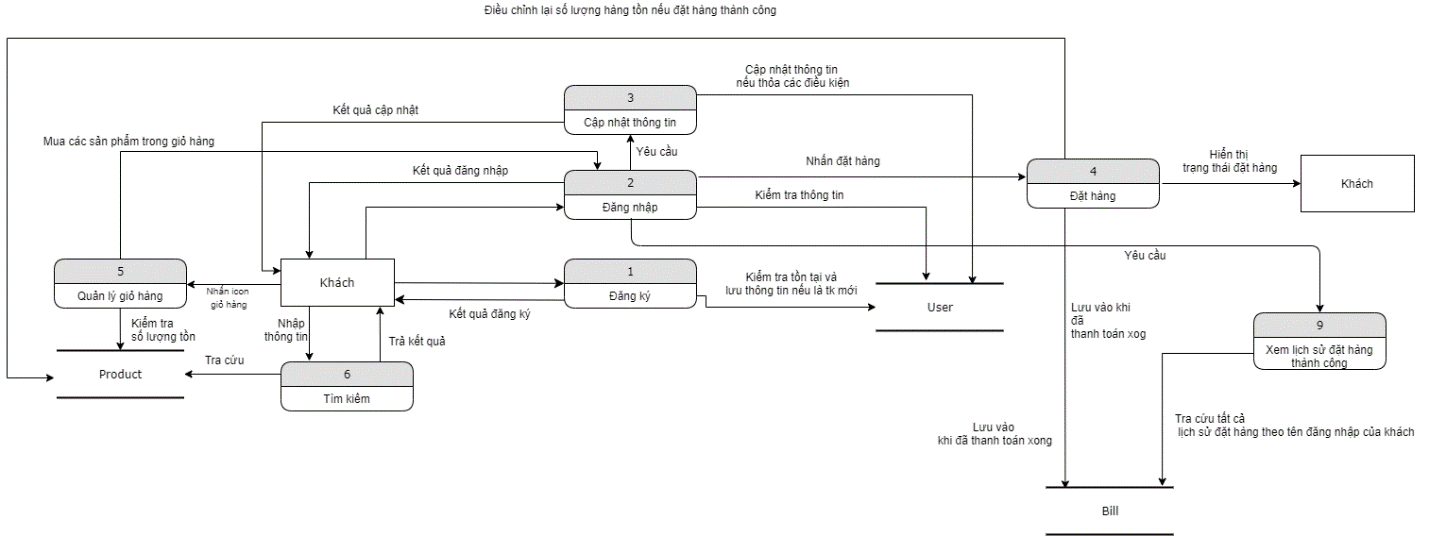 Điều chỉnh lại số lượng hàng tồn nếu đặt hàng thành công
Cập nhật thông tin
nếu thỏa các điều kiện
3
Cập nhật thông tin
Kết quả cập nhật
Mua các sản phẩm trong giỏ hàng
Yêu cầu
Kết quả đăng nhập
2
Đăng nhập
Nhấn đặt hàng
Kiểm tra thông tin
4
Đặt hàng
Hiển thị
trạng thái đặt hàng
Khách
Yêu cầu
5
Quản lý giỏ hàng
Nhấn icon
giỏ hàng
Khách
1
Đăng ký
Kết quả đăng ký
Kiểm tra tồn tại và
lưu thông tin nếu là tk mới
User
Kiểm tra
số lượng tồn
Nhập
thông tin
Trả kết quả
Lưu vào khi
đã
thanh toán xog
9
Xem lịch sử đặt hàng
thành công
Product
Tra cứu
6
Tìm kiếm
Lưu vào
khi đã thanh toán xong
Tra cứu tất cả
lịch sử đặt hàng theo tên đăng nhập của khách
Bill